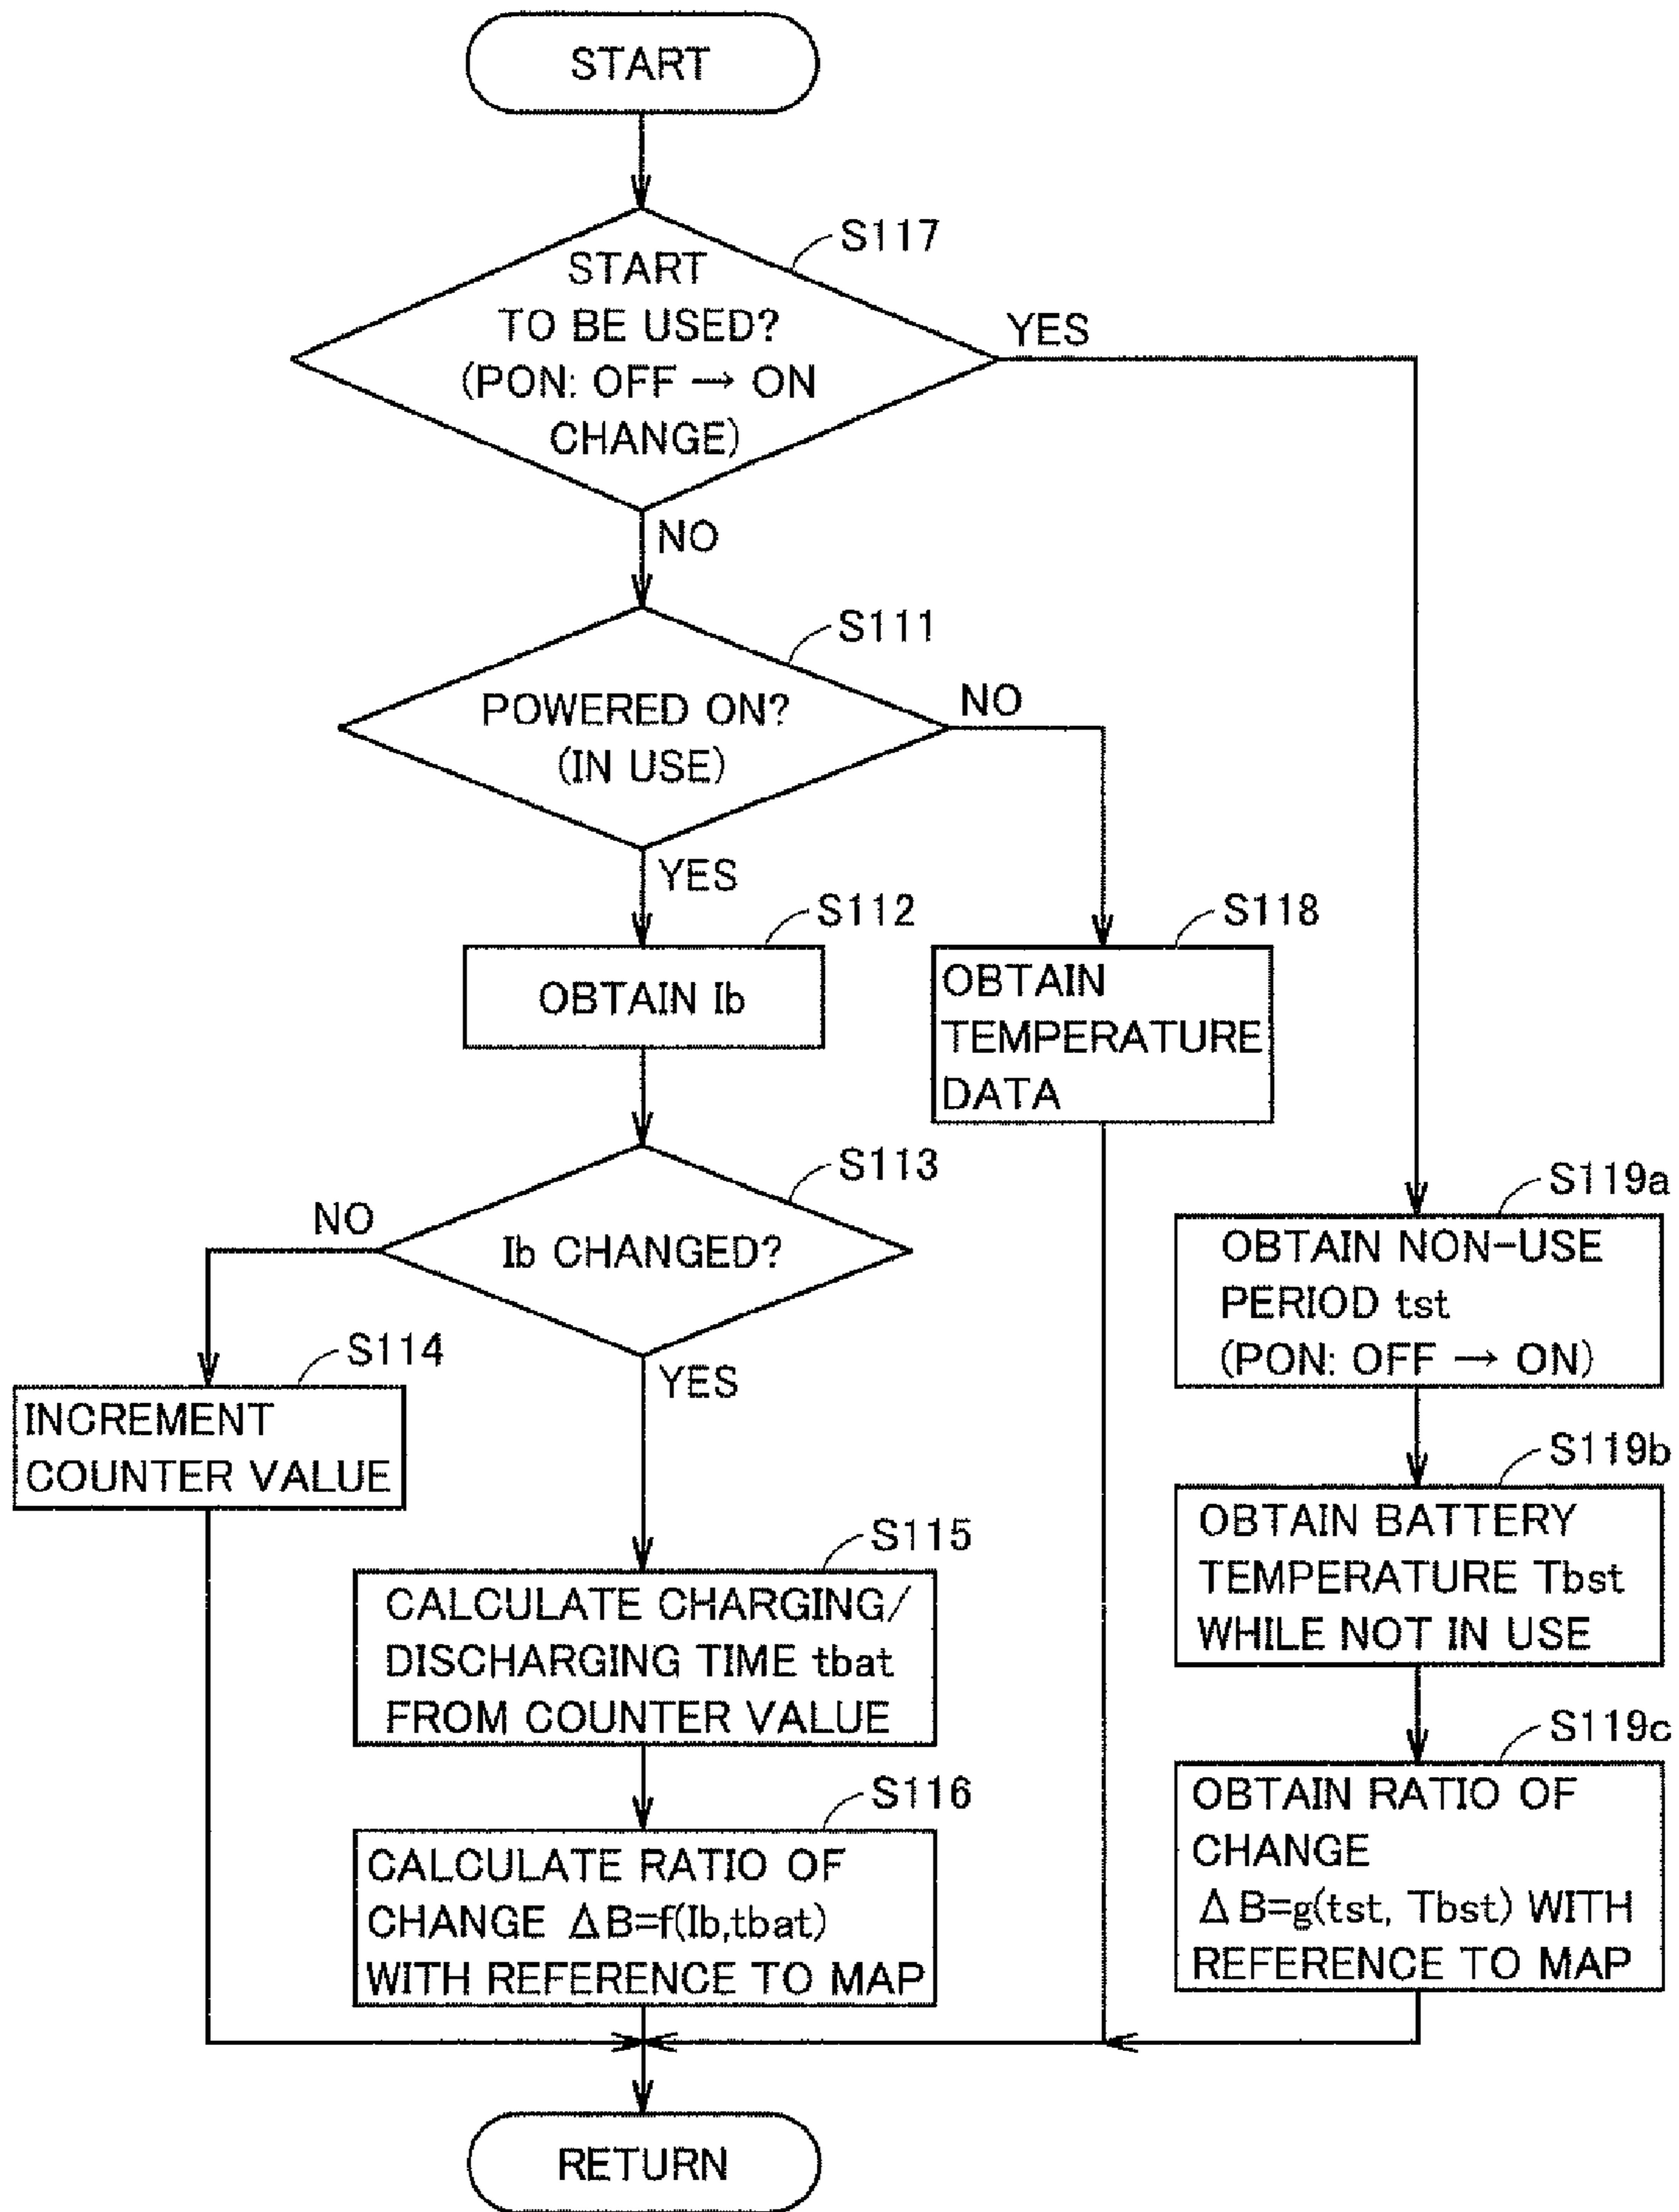 START
S117
START
TO BE USED?
(PON: OFF → ON
CHANGE)
YES
NO
S111
POWERED ON?
(IN USE)
NO
YES
S112
OBTAIN Ib
S118
OBTAIN
TEMPERATURE
DATA
S113
Ib CHANGED?
NO
YES
S114
INCREMENT
COUNTER VALUE
S115
CALCULATE CHARGING/
DISCHARGING TIME tbat
FROM COUNTER VALUE
S116
CALCULATE RATIO OF
CHANGE ΔB=f(Ib,tbat)
WITH REFERENCE TO MAP
S119a
OBTAIN NON-USE
PERIOD tst
(PON: OFF → ON)
S119b
OBTAIN BATTERY
TEMPERATURE Tbst
WHILE NOT IN USE
S119c
OBTAIN RATIO OF
CHANGE
ΔB=g(tst, Tbst) WITH
REFERENCE TO MAP
RETURN